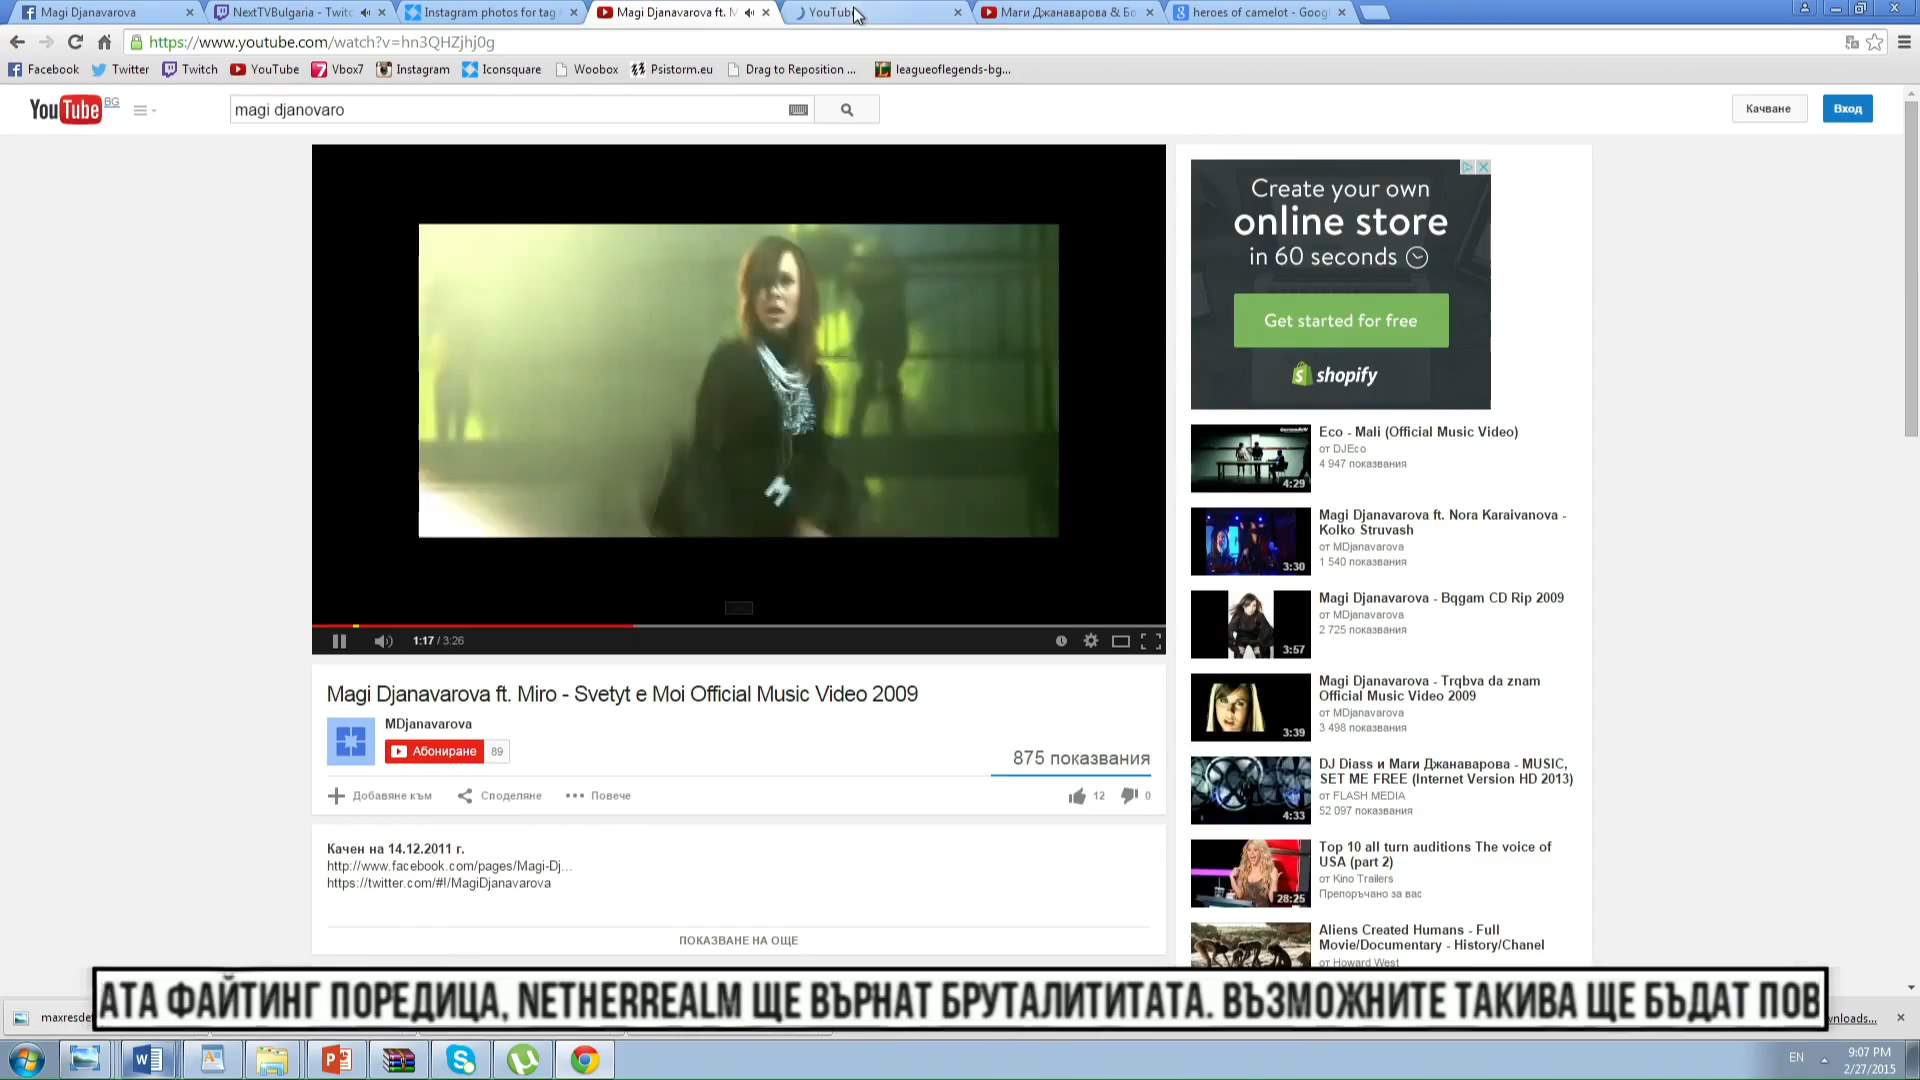 Magi Djanavarova
NextTVBulgaria - Twitc
Instagram photos for tag
Magi Djanavarova ft. M
YouTube
Маги Джанаварова & Бо
heroes of camelot - Googl
https://www.youtube.com/watch?v=hn3QHZjhj0g
Facebook
Twitter
Twitch
YouTube
Vbox7
Instagram
Iconsquare
Woobox
Psistorm.eu
Drag to Reposition ...
leagueoflegends-bg...
YouTube BG
magi djanovaro
Качване
Вход
Create your own
online store
in 60 seconds
Get started for free
shopify
Eco - Mali (Official Music Video)
от DJEco
4 947 показвания
4:29
Magi Djanavarova ft. Nora Karaivanova -
Kolko Struvash
от MDjanavarova
1 540 показвания
3:30
Magi Djanavarova - Bqgam CD Rip 2009
от MDjanavarova
2 725 показвания
3:57
Magi Djanavarova - Trqbva da znam
Official Music Video 2009
от MDjanavarova
3 498 показвания
3:39
DJ Diass и Маги Джанаварова - MUSIC,
SET ME FREE (Internet Version HD 2013)
от FLASH MEDIA
52 097 показвания
4:33
Top 10 all turn auditions The voice of
USA (part 2)
от Kino Trailers
Препоръчано за вас
28:25
Aliens Created Humans - Full
Movie/Documentary - History/Chanel
от Howard West
1:17 / 3:26
Magi Djanavarova ft. Miro - Svetyt e Moi Official Music Video 2009
MDjanavarova
Абониране 89
875 показвания
Добавяне към
Споделяне
Повече
12
0
Качен на 14.12.2011 г.
http://www.facebook.com/pages/Magi-Dj...
https://twitter.com/#!/MagiDjanavarova
ПОКАЗВАНЕ НА ОЩЕ
АТА ФАЙТИНГ ПОРЕДИЦА, NETHERREALM ЩЕ ВЪРНАТ БРУТАЛИТИТАТА. ВЪЗМОЖНИТЕ ТАКИВА ЩЕ БЪДАТ ПОВ
maxresdef
wnloads...
EN
9:07 PM
2/27/2015